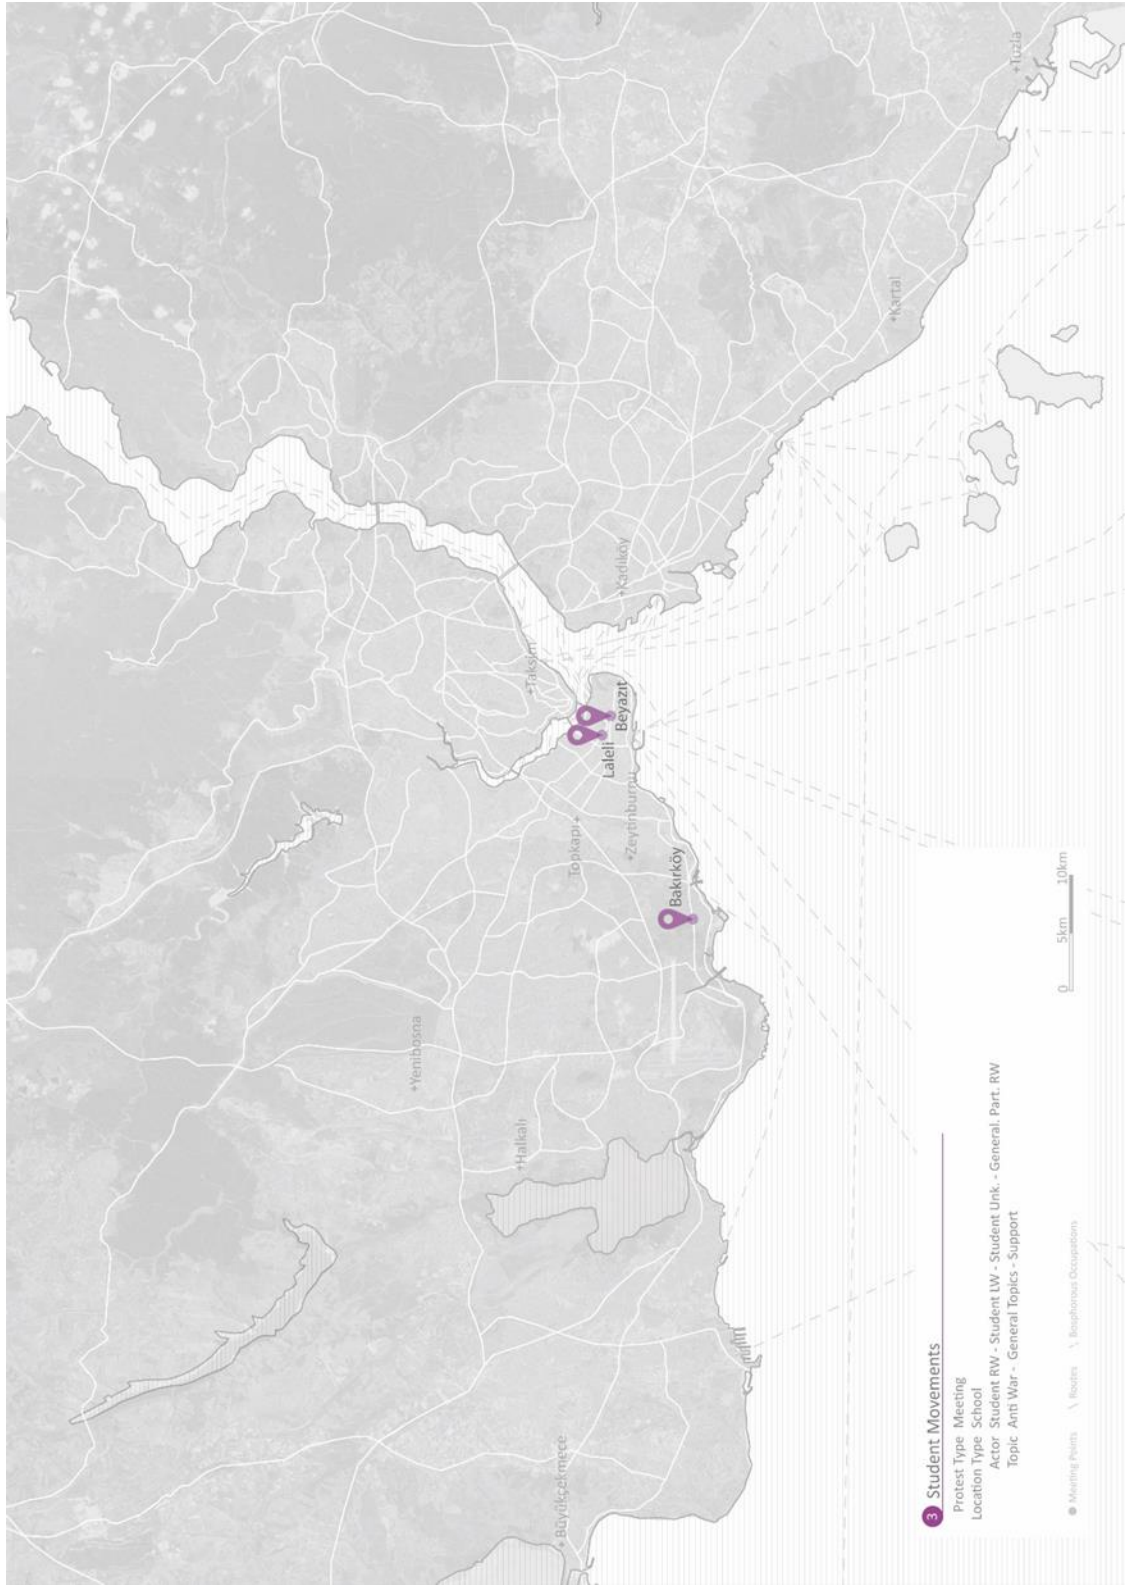 +Tuzla
+Kartal
+Kadıköy
+Taksim
Beyazıt
Laleli
Topkapı+
+Zeytinburnu
Bakırköy
+Yenibosna
+Halkalı
+Büyükçekmece
3 Student Movements
Protest Type Meeting
Location Type School
Actor Student RW - Student LW - Student Unk. - General. Part. RW
Topic Anti War - General Topics - Support
Meeting Points \ Routes \ Bosphorous Occupations
0 5km 10km